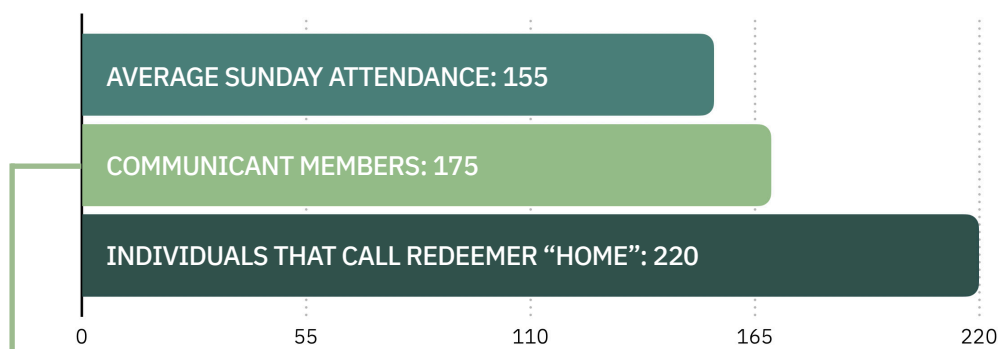 AVERAGE SUNDAY ATTENDANCE: 155
COMMUNICANT MEMBERS: 175
INDIVIDUALS THAT CALL REDEEMER “HOME”: 220
0 55 110 165 220